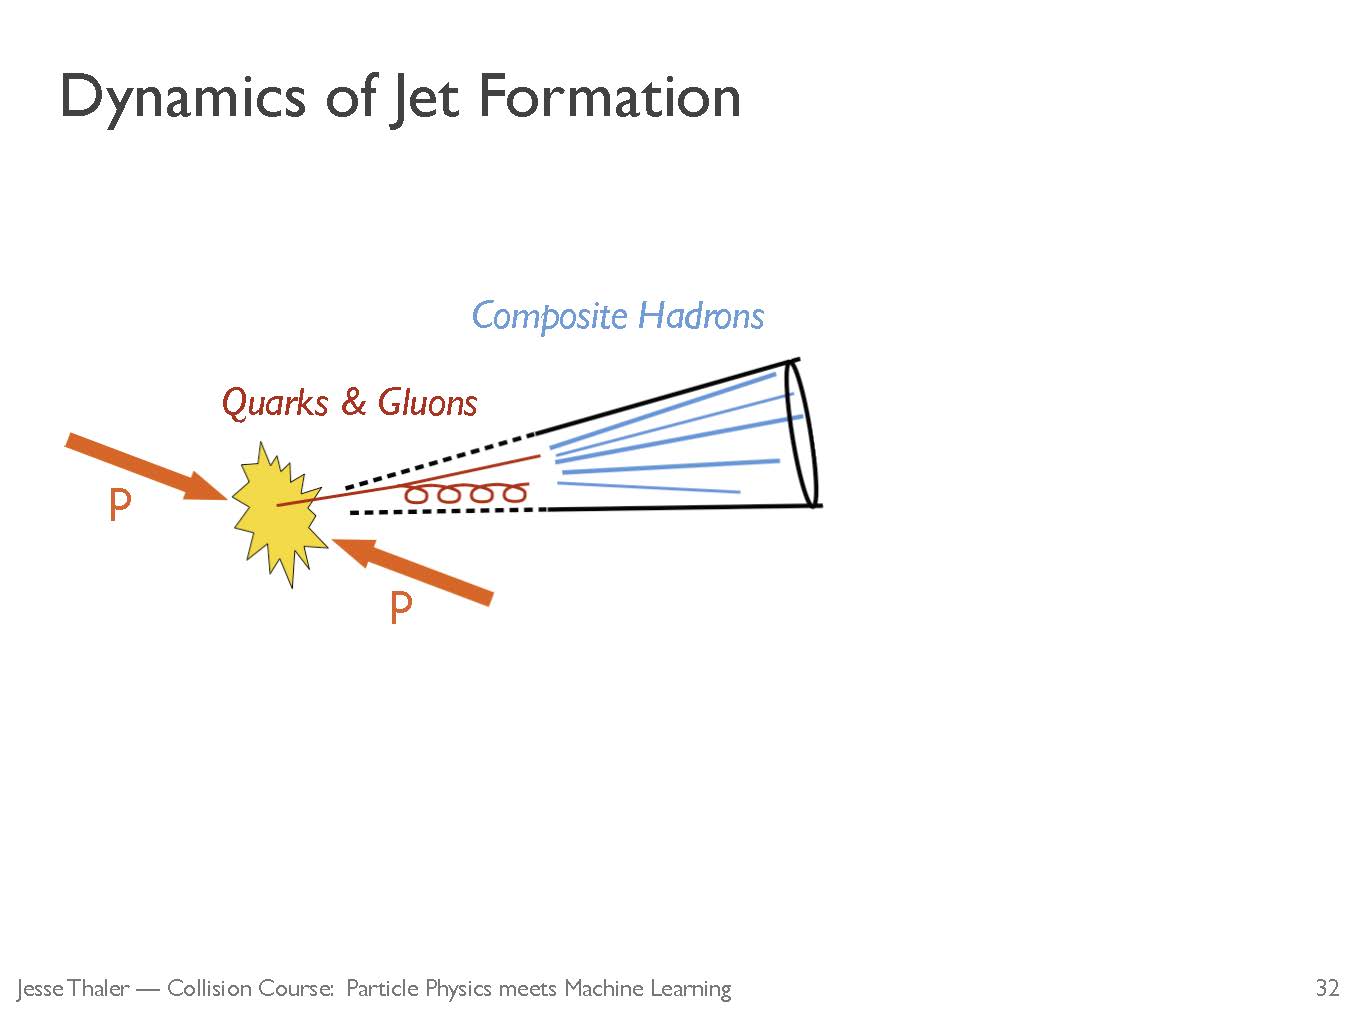 Dynamics of Jet Formation
Composite Hadrons
Quarks & Gluons
p
p
Jesse Thaler — Collision Course: Particle Physics meets Machine Learning
32